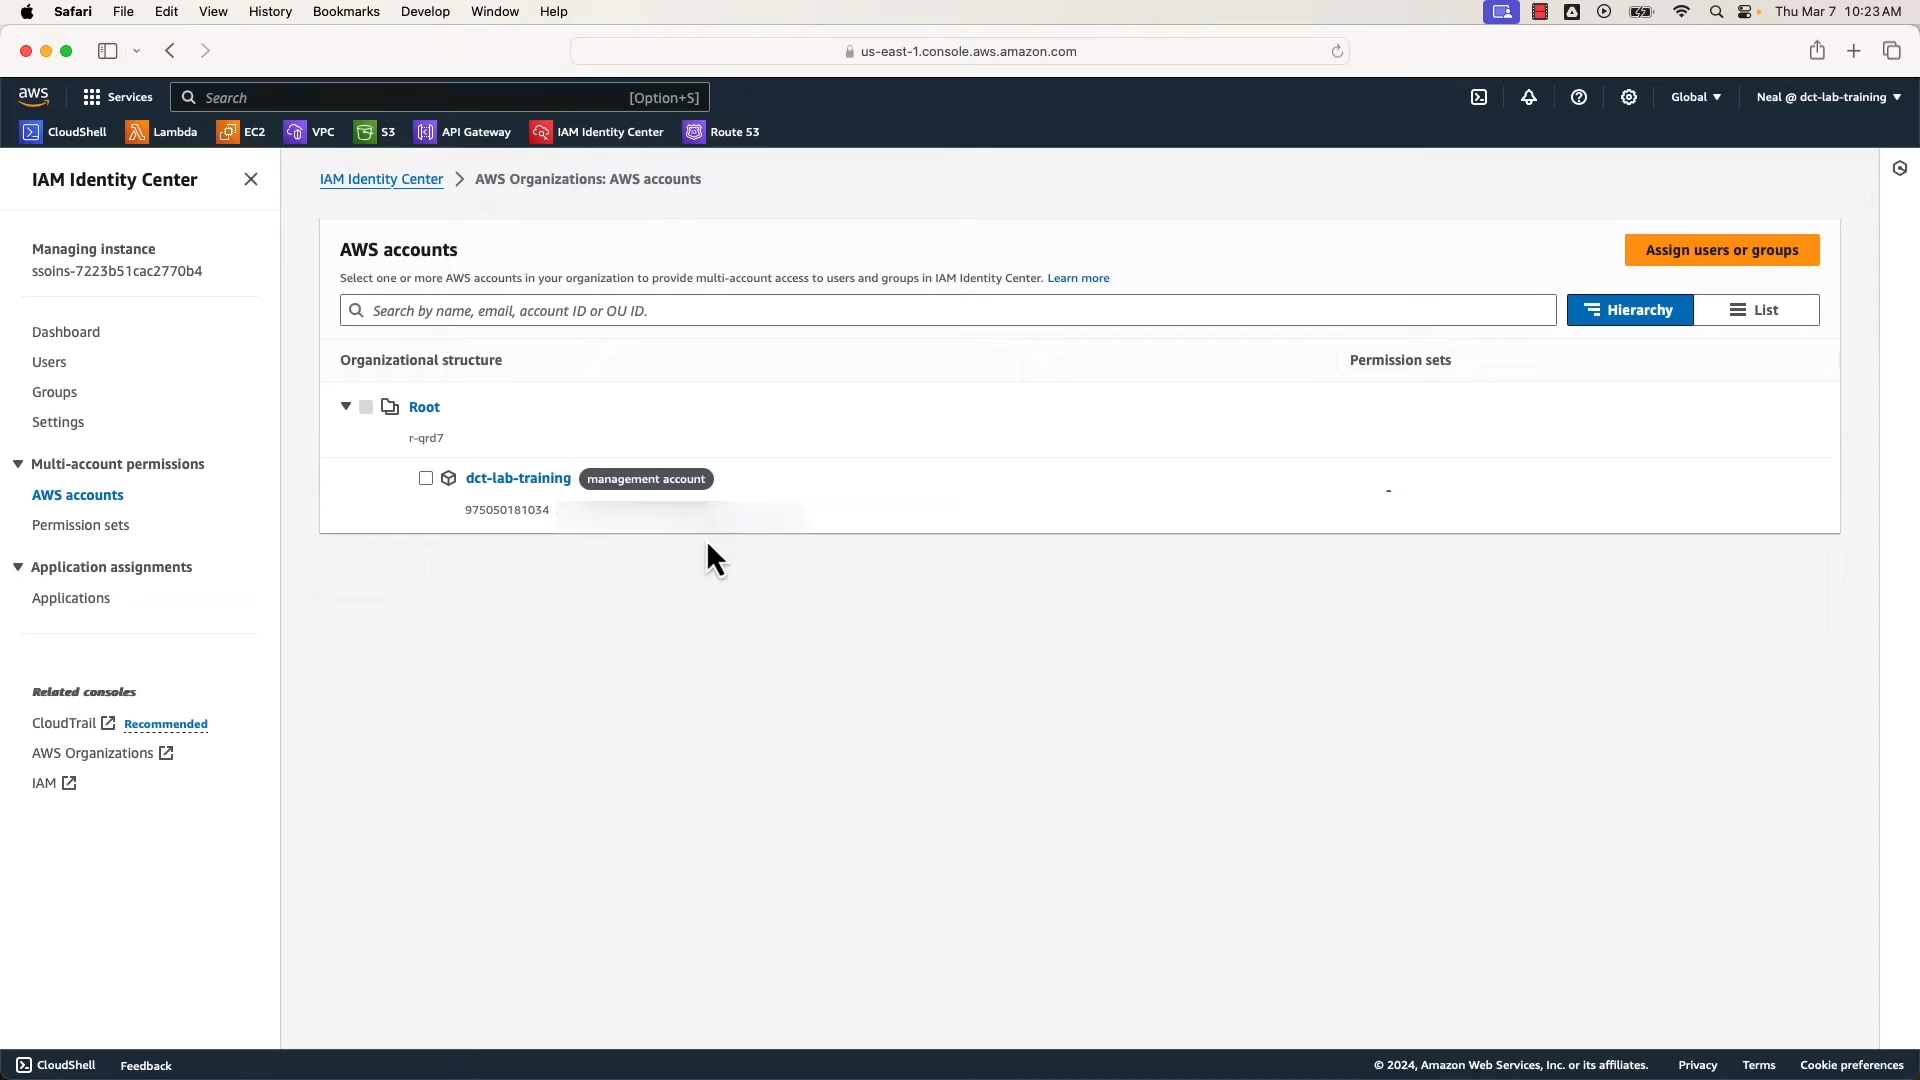 Safari File Edit View History Bookmarks Develop Window Help Thu Mar 7 10:23 AM
us-east-1.console.aws.amazon.com
aws Services Search [Option+S] Global Neal @ dct-lab-training
CloudShell Lambda EC2 VPC S3 API Gateway IAM Identity Center Route 53
IAM Identity Center
Managing instance
ssoins-7223b51cac2770b4
Dashboard
Users
Groups
Settings
Multi-account permissions
AWS accounts
Permission sets
Application assignments
Applications
Related consoles
CloudTrail Recommended
AWS Organizations
IAM
IAM Identity Center > AWS Organizations: AWS accounts
AWS accounts
Assign users or groups
Select one or more AWS accounts in your organization to provide multi-account access to users and groups in IAM Identity Center. Learn more
Search by name, email, account ID or OU ID.
Hierarchy List
Organizational structure Permission sets
Root
r-qrd7
dct-lab-training management account
-
975050181034
CloudShell Feedback © 2024, Amazon Web Services, Inc. or its affiliates. Privacy Terms Cookie preferences